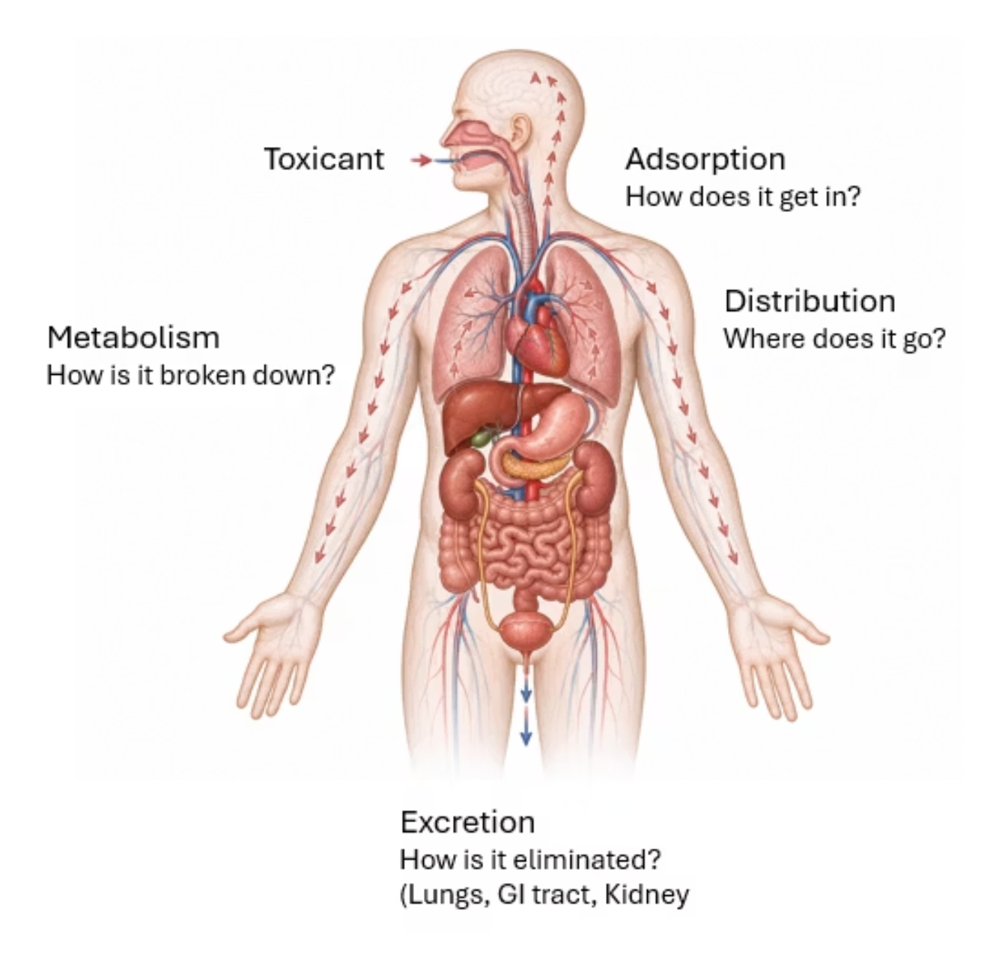 Toxicant
Adsorption
How does it get in?
Distribution
Where does it go?
Metabolism
How is it broken down?
Excretion
How is it eliminated?
(Lungs, GI tract, Kidney